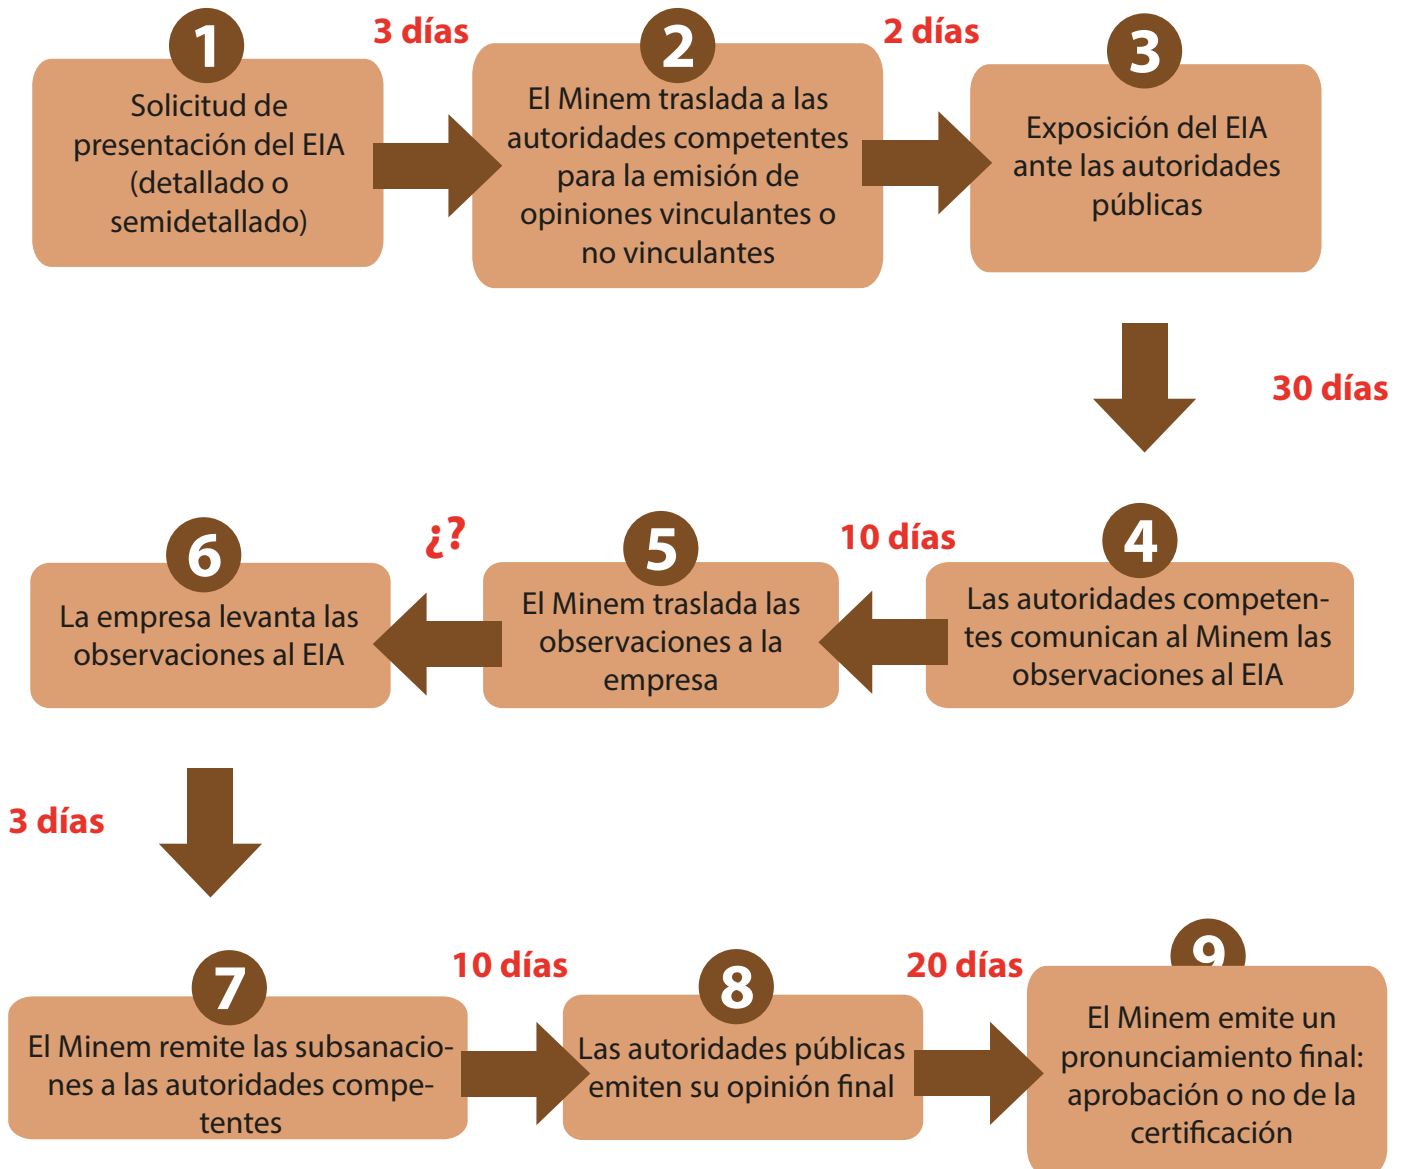 1
Solicitud de
presentación del EIA
(detallado o
semidetallado)
3 días
2
El Minem traslada a las
autoridades competentes
para la emisión de
opiniones vinculantes o
no vinculantes
2 días
3
Exposición del EIA
ante las autoridades
públicas
30 días
4
Las autoridades competen-
tes comunican al Minem las
observaciones al EIA
10 días
5
El Minem traslada las
observaciones a la
empresa
¿?
6
La empresa levanta las
observaciones al EIA
3 días
7
El Minem remite las subsanacio-
nes a las autoridades compe-
tentes
10 días
8
Las autoridades públicas
emiten su opinión final
20 días
9
El Minem emite un
pronunciamiento final:
aprobación o no de la
certificación